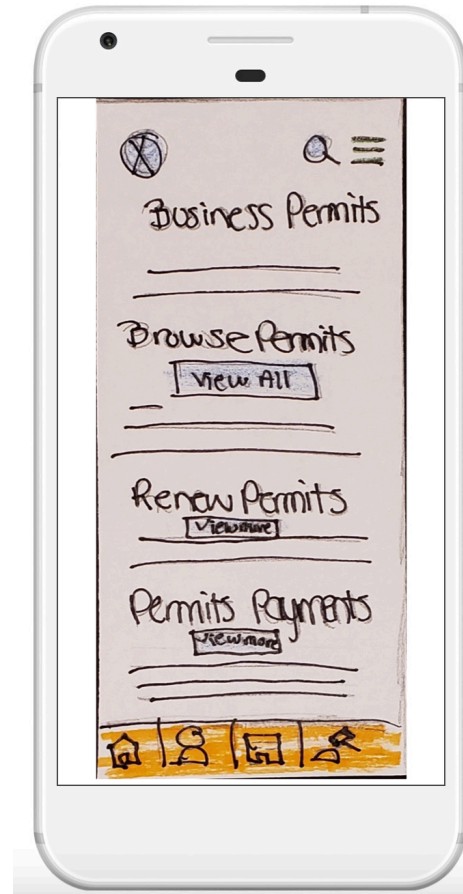 Business Permits
Browse Permits
View All
Renew Permits
View more
Permits Payments
View more